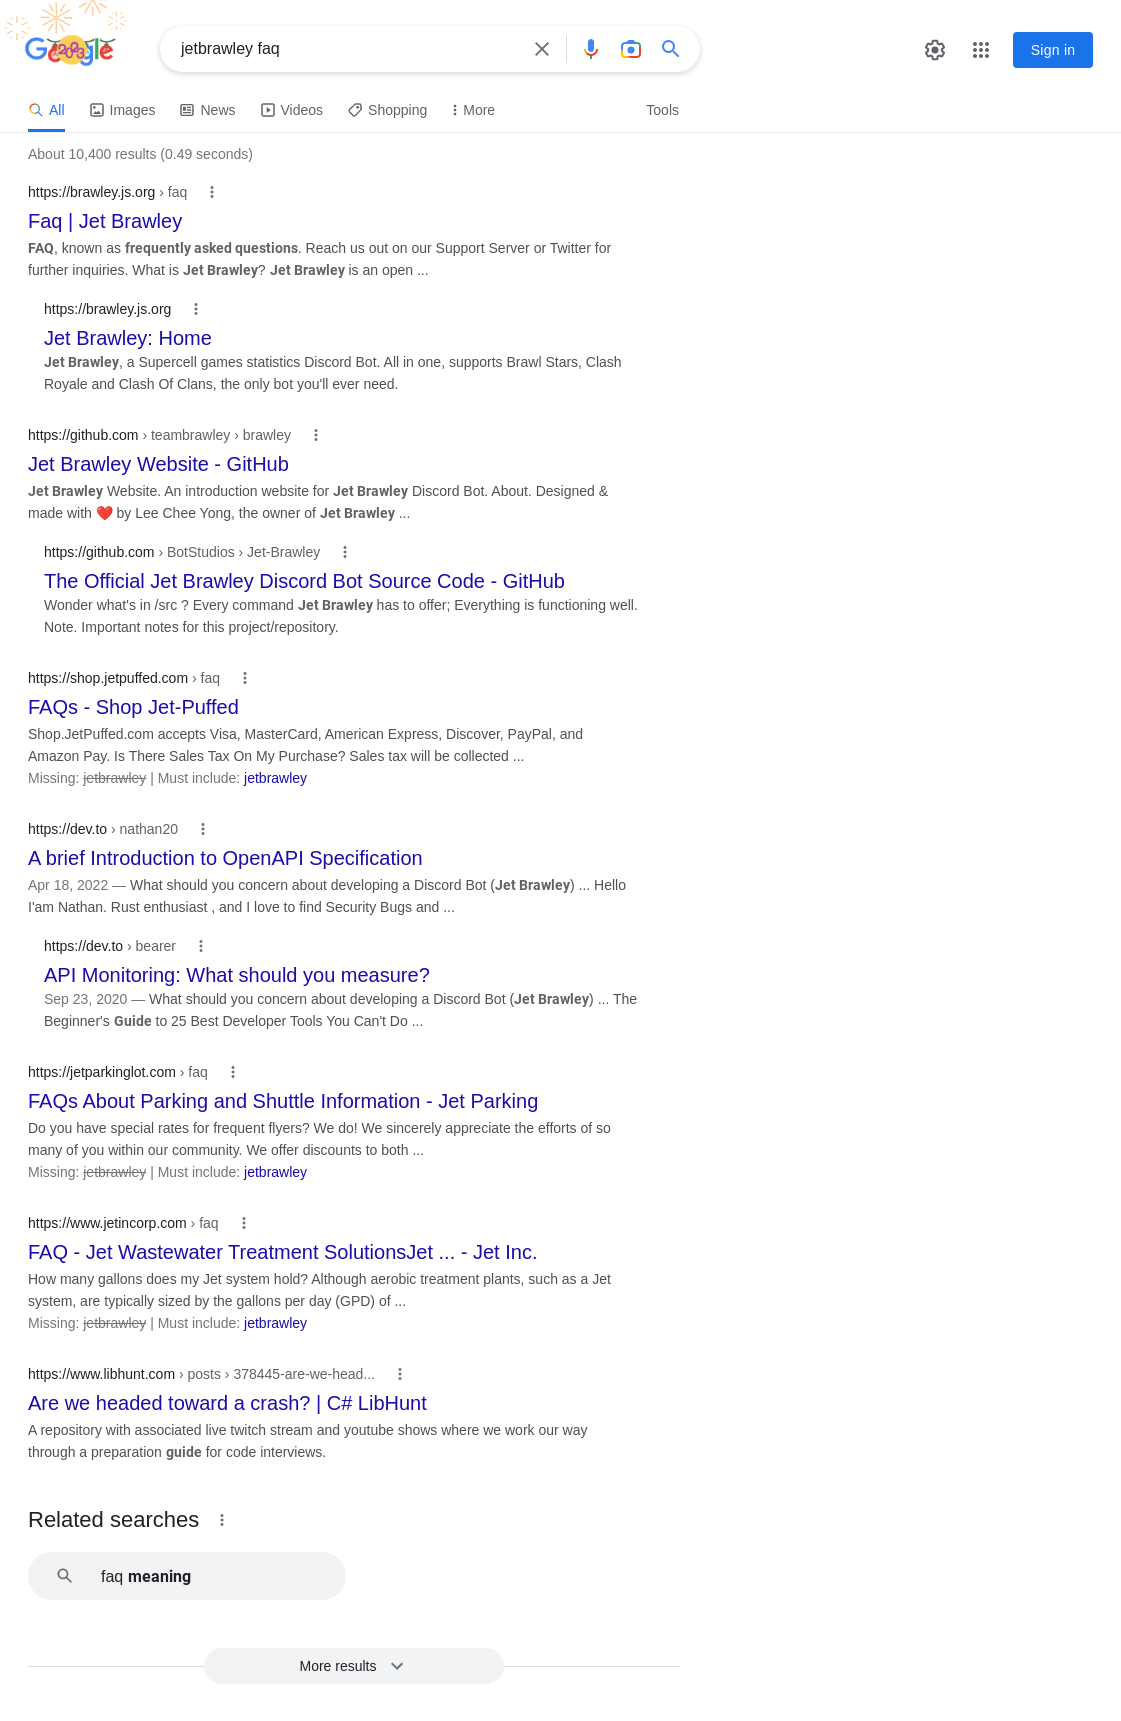 Google
jetbrawley faq
Sign in
All Images News Videos Shopping More Tools
About 10,400 results (0.49 seconds)
https://brawley.js.org › faq
Faq | Jet Brawley
FAQ, known as frequently asked questions. Reach us out on our Support Server or Twitter for
further inquiries. What is Jet Brawley? Jet Brawley is an open ...
https://brawley.js.org
Jet Brawley: Home
Jet Brawley, a Supercell games statistics Discord Bot. All in one, supports Brawl Stars, Clash
Royale and Clash Of Clans, the only bot you'll ever need.
https://github.com › teambrawley › brawley
Jet Brawley Website - GitHub
Jet Brawley Website. An introduction website for Jet Brawley Discord Bot. About. Designed &
made with ❤️ by Lee Chee Yong, the owner of Jet Brawley ...
https://github.com › BotStudios › Jet-Brawley
The Official Jet Brawley Discord Bot Source Code - GitHub
Wonder what's in /src ? Every command Jet Brawley has to offer; Everything is functioning well.
Note. Important notes for this project/repository.
https://shop.jetpuffed.com › faq
FAQs - Shop Jet-Puffed
Shop.JetPuffed.com accepts Visa, MasterCard, American Express, Discover, PayPal, and
Amazon Pay. Is There Sales Tax On My Purchase? Sales tax will be collected ...
Missing: jetbrawley | Must include: jetbrawley
https://dev.to › nathan20
A brief Introduction to OpenAPI Specification
Apr 18, 2022 — What should you concern about developing a Discord Bot (Jet Brawley) ... Hello
I'am Nathan. Rust enthusiast , and I love to find Security Bugs and ...
https://dev.to › bearer
API Monitoring: What should you measure?
Sep 23, 2020 — What should you concern about developing a Discord Bot (Jet Brawley) ... The
Beginner's Guide to 25 Best Developer Tools You Can't Do ...
https://jetparkinglot.com › faq
FAQs About Parking and Shuttle Information - Jet Parking
Do you have special rates for frequent flyers? We do! We sincerely appreciate the efforts of so
many of you within our community. We offer discounts to both ...
Missing: jetbrawley | Must include: jetbrawley
https://www.jetincorp.com › faq
FAQ - Jet Wastewater Treatment SolutionsJet ... - Jet Inc.
How many gallons does my Jet system hold? Although aerobic treatment plants, such as a Jet
system, are typically sized by the gallons per day (GPD) of ...
Missing: jetbrawley | Must include: jetbrawley
https://www.libhunt.com › posts › 378445-are-we-head...
Are we headed toward a crash? | C# LibHunt
A repository with associated live twitch stream and youtube shows where we work our way
through a preparation guide for code interviews.
Related searches
faq meaning
More results